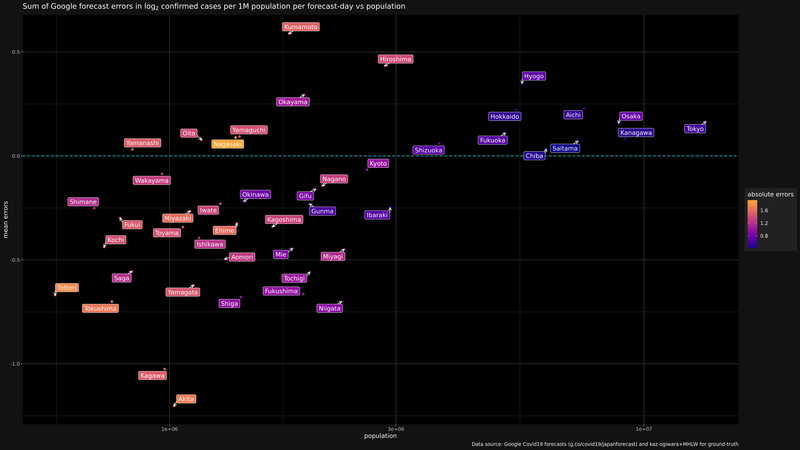 Sum of Google forecast errors in log2 confirmed cases per 1M population per forecast-day vs population
Kumamoto
0.5
Hiroshima
Hyogo
Okayama
Hokkaido
Aichi
Osaka
Tokyo
Yamaguchi
Oita
Kanagawa
Yamanashi
Nagasaki
Fukuoka
Saitama
Shizuoka
0.0
Chiba
Kyoto
Wakayama
Nagano
Okinawa
Gifu
Shimane
Iwate
Gunma
Ibaraki
Miyazaki
Kagoshima
Fukui
Toyama
Ehime
Kochi
Ishikawa
Mie
Miyagi
Aomori
-0.5
Saga
Tochigi
Tottori
Yamagata
Fukushima
Tokushima
Shiga
Niigata
-1.0
Kagawa
Akita
mean errors
1e+06
3e+06
1e+07
population
absolute errors
1.6
1.2
0.8
Data source: Google Covid19 forecasts (g.co/covid19/japanforecast) and kaz-ogiwara+MHLW for ground-truth